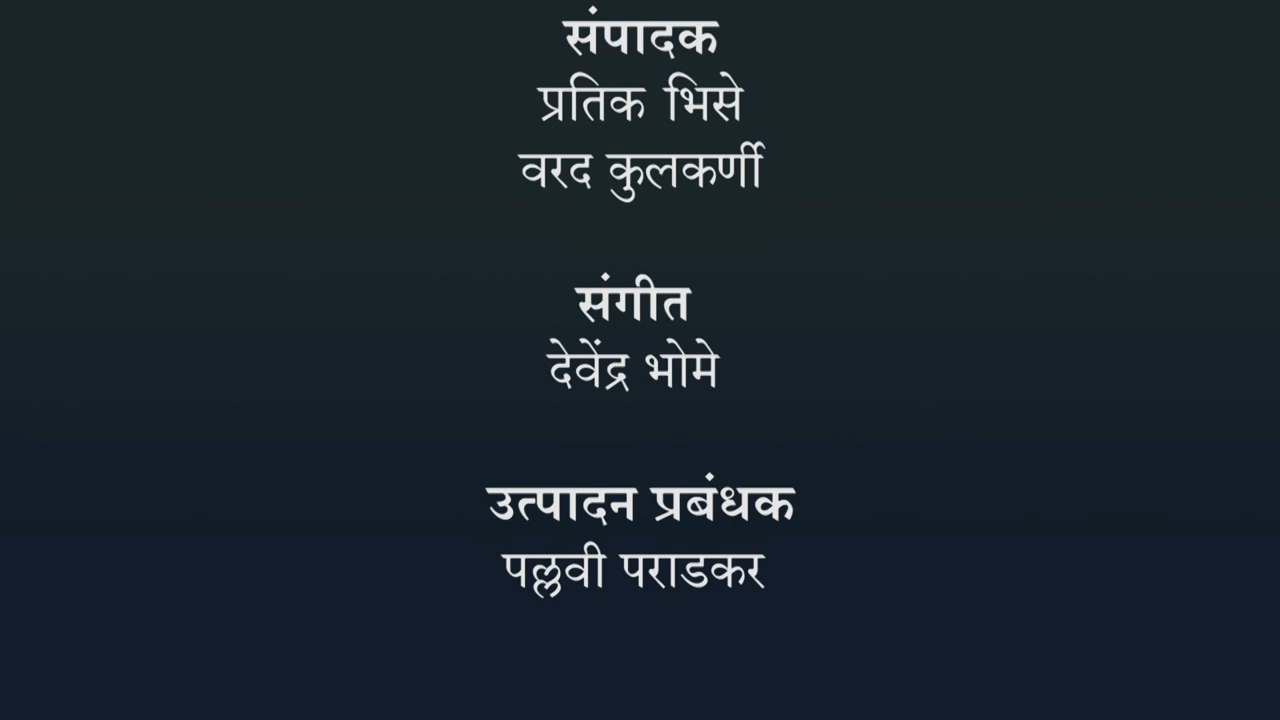 संपादक
प्रतिक भिसे
वरद कुलकर्णी
संगीत
देवेंद्र भोमे
उत्पादन प्रबंधक
पल्लवी पराडकर